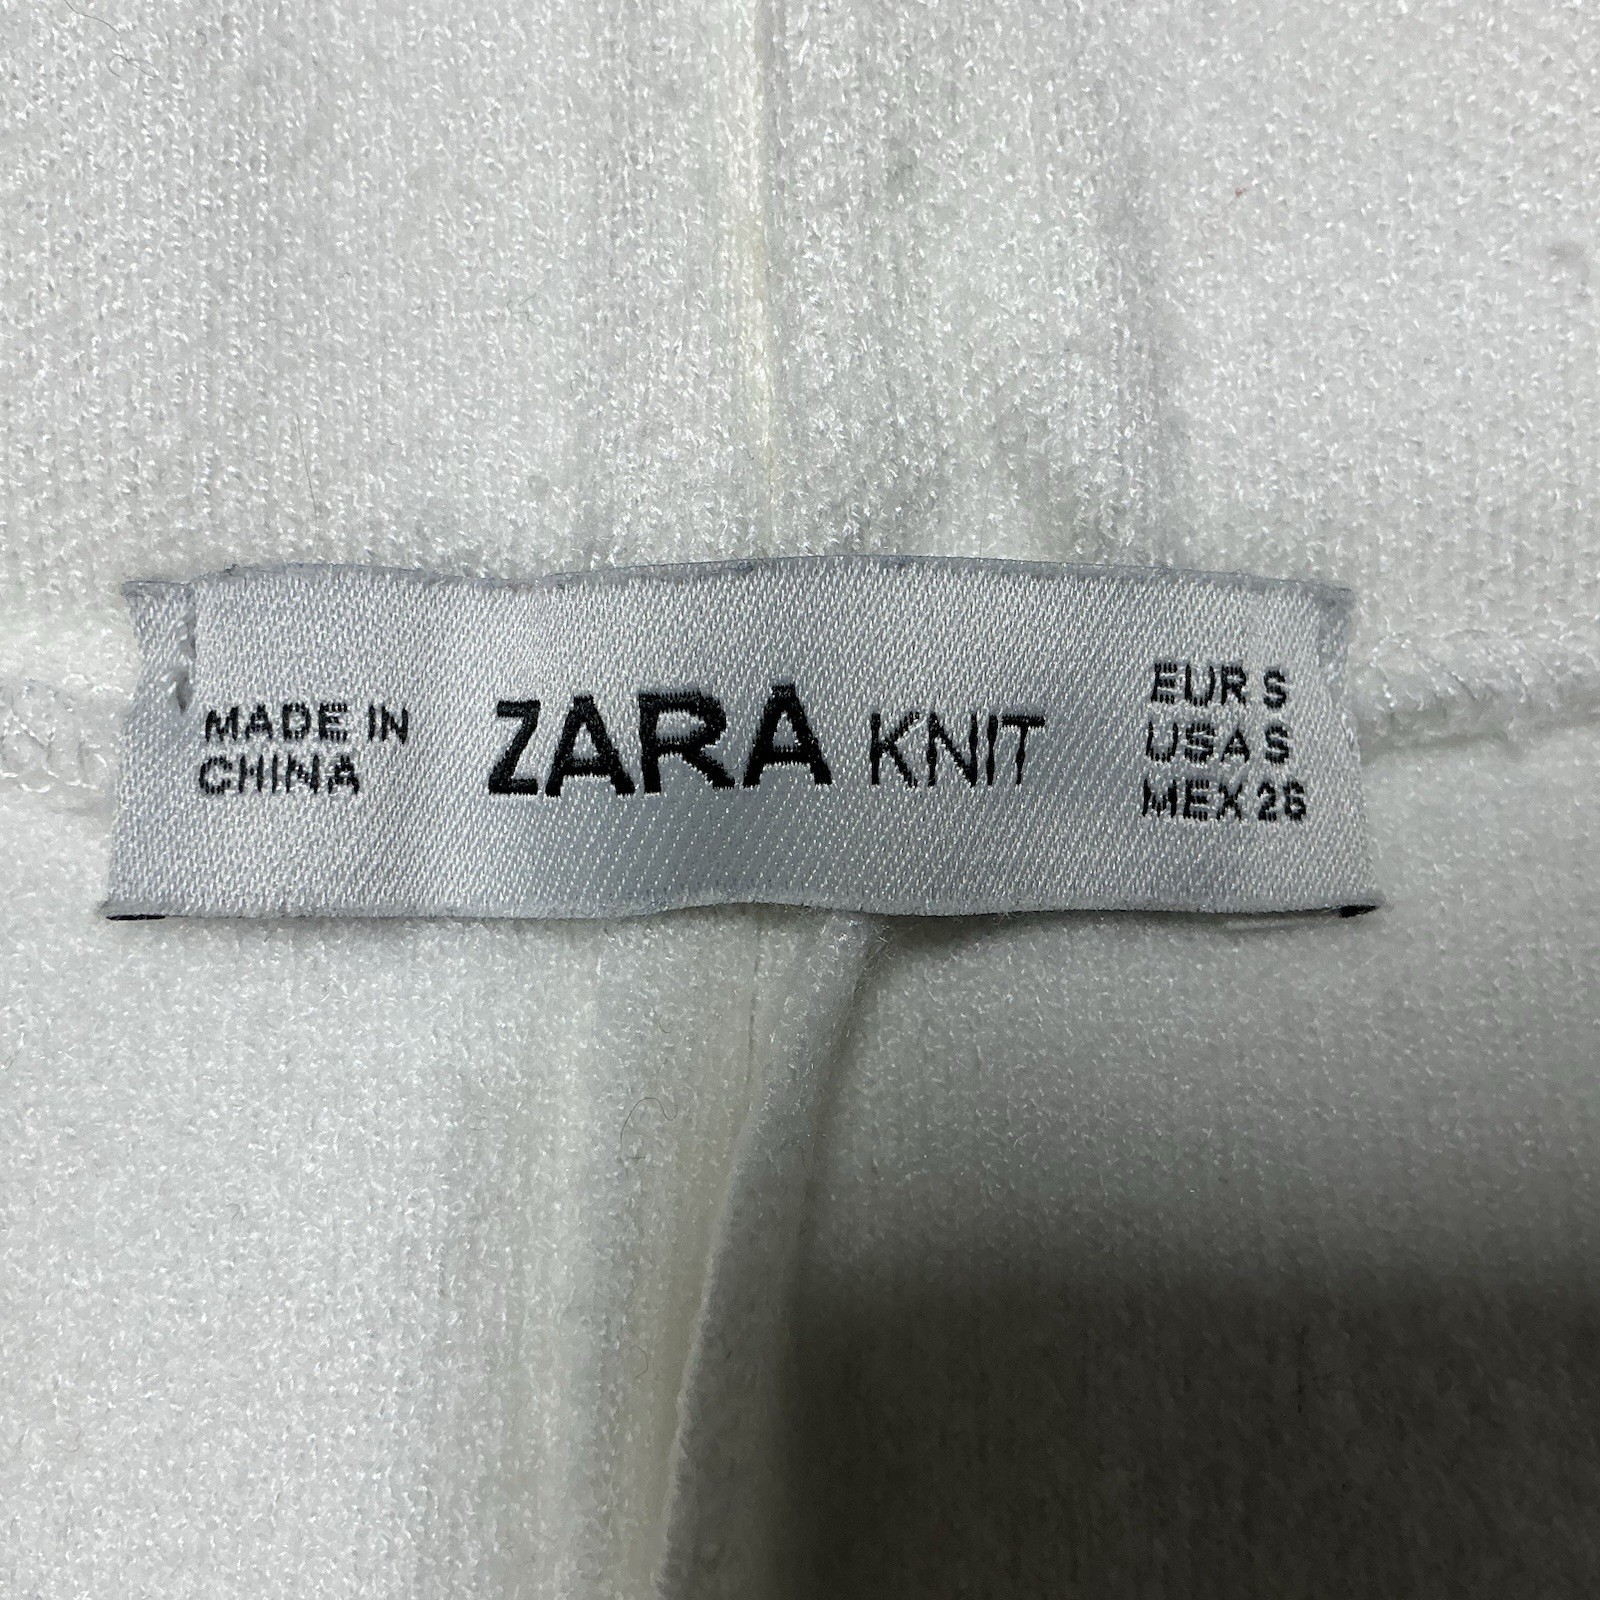 MADE IN
CHINA
ZARA KNIT
EUR S
USA S
MEX 26